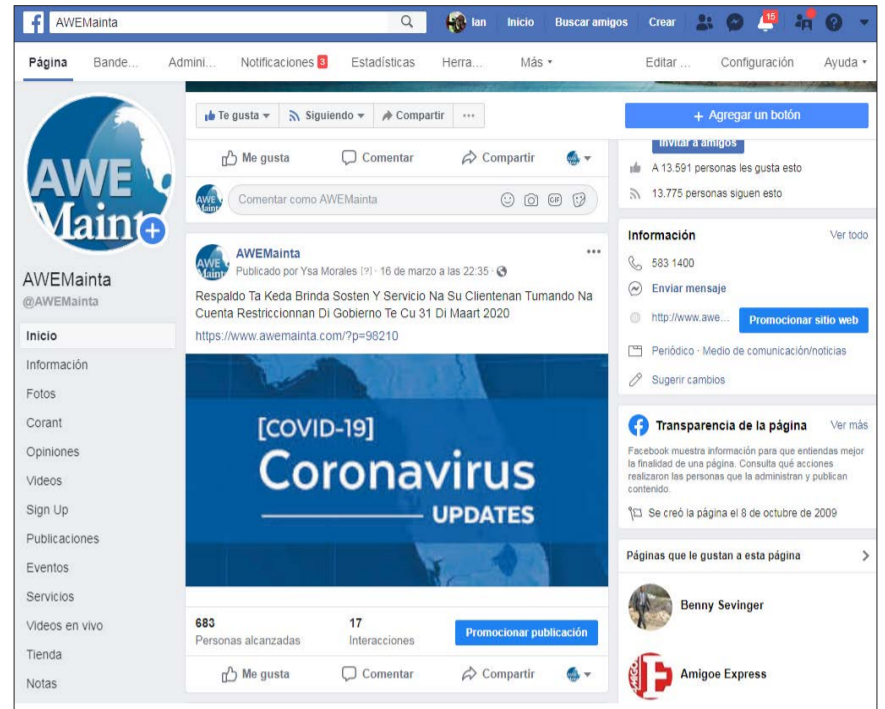 AWEMainta
Ian Inicio Buscar amigos Crear 15
Página Bande... Admini... Notificaciones 3 Estadísticas Herra... Más Editar ... Configuración Ayuda
AWE
Mainta
AWEMainta
@AWEMainta
Inicio
Información
Fotos
Corant
Opiniones
Videos
Sign Up
Publicaciones
Eventos
Servicios
Videos en vivo
Tienda
Notas
Te gusta Siguiendo Compartir ...
Me gusta Comentar Compartir
Comentar como AWEMainta GIF
AWEMainta
Publicado por Ysa Morales [?] · 16 de marzo a las 22:35 ·
Respaldo Ta Keda Brinda Sosten Y Servicio Na Su Clientenan Tumando Na
Cuenta Restriccionnan Di Gobierno Te Cu 31 Di Maart 2020
https://www.awemainta.com/?p=98210
[COVID-19]
Coronavirus
UPDATES
683
Personas alcanzadas
17
Interacciones
Promocionar publicación
Me gusta Comentar Compartir
+ Agregar un botón
Invitar a amigos
A 13.591 personas les gusta esto
13.775 personas siguen esto
Información Ver todo
583 1400
Enviar mensaje
http://www.awe... Promocionar sitio web
Periódico · Medio de comunicación/noticias
Sugerir cambios
Transparencia de la página Ver más
Facebook muestra información para que entiendas mejor
la finalidad de una página. Consulta qué acciones
realizaron las personas que la administran y publican
contenido.
Se creó la página el 8 de octubre de 2009
Páginas que le gustan a esta página
Benny Sevinger
Amigoe Express